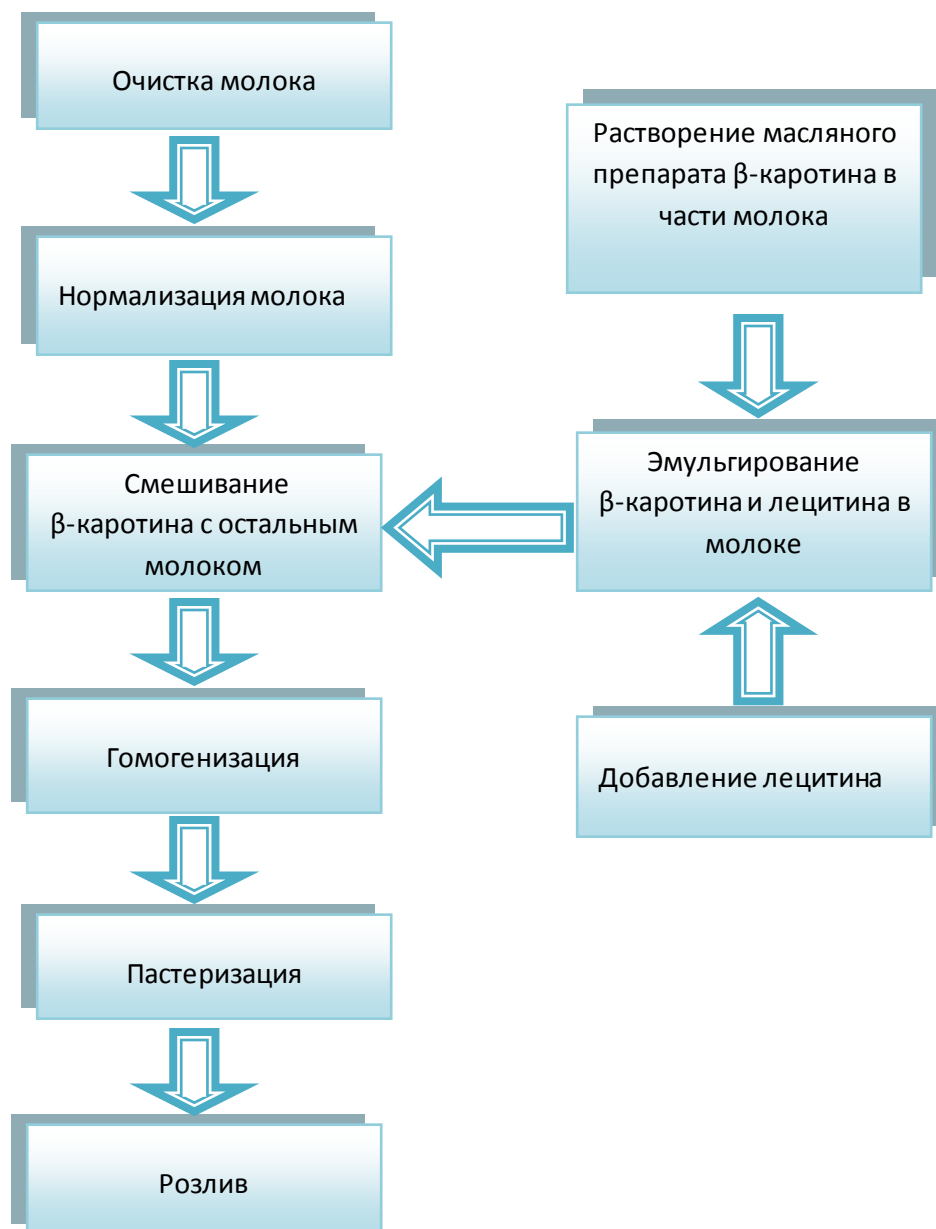 Очистка молока
Растворение масляного
препарата β-каротина в
части молока
Нормализация молока
Смешивание
β-каротина с остальным
молоком
Эмульгирование
β-каротина и лецитина в
молоке
Гомогенизация
Добавление лецитина
Пастеризация
Розлив